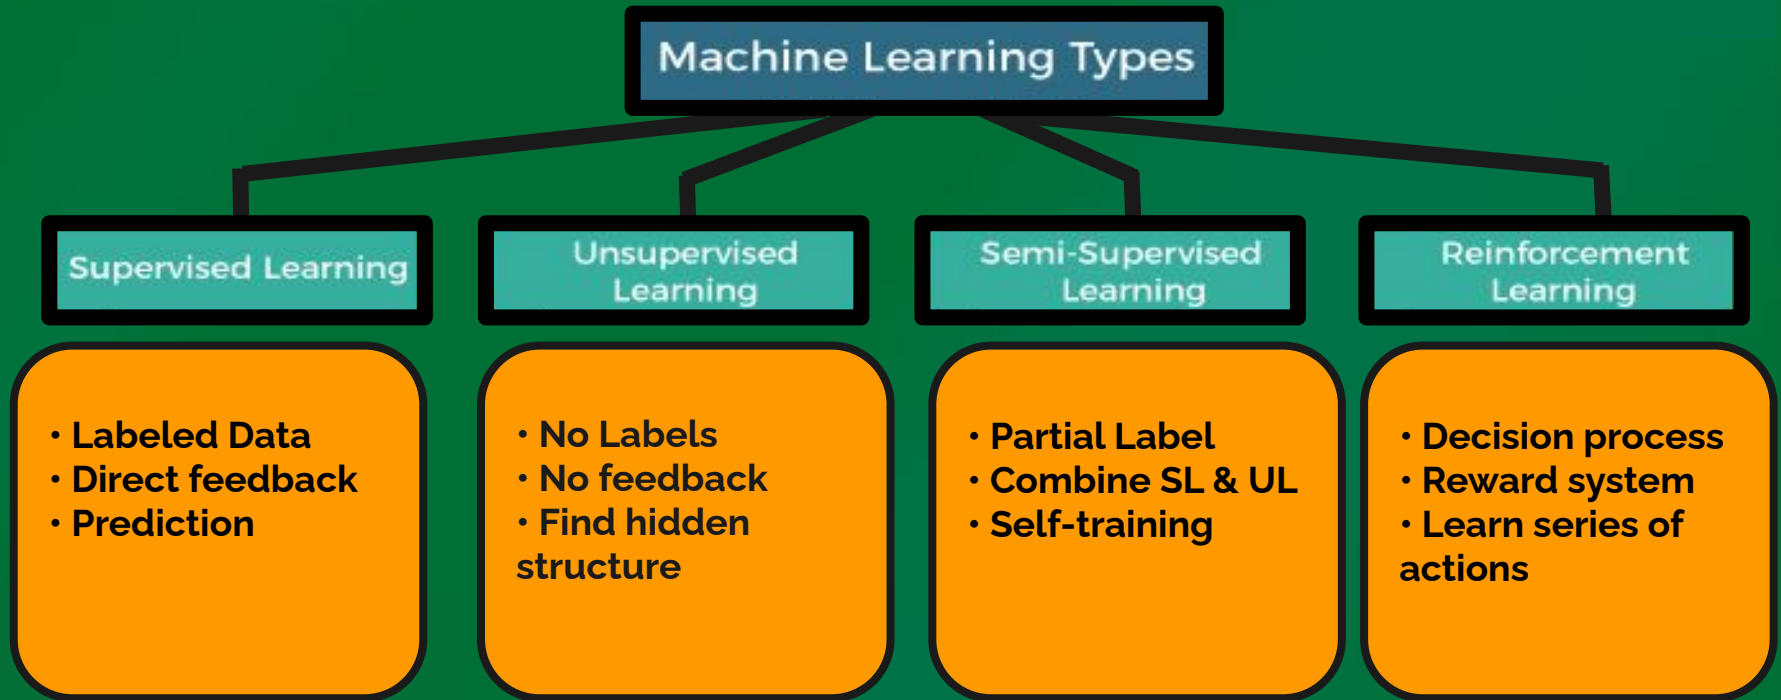 Machine Learning Types
Supervised Learning
Unsupervised
Learning
Semi-Supervised
Learning
Reinforcement
Learning
• Labeled Data
• Direct feedback
• Prediction
• No Labels
• No feedback
• Find hidden
structure
• Partial Label
• Combine SL & UL
• Self-training
• Decision process
• Reward system
• Learn series of
actions